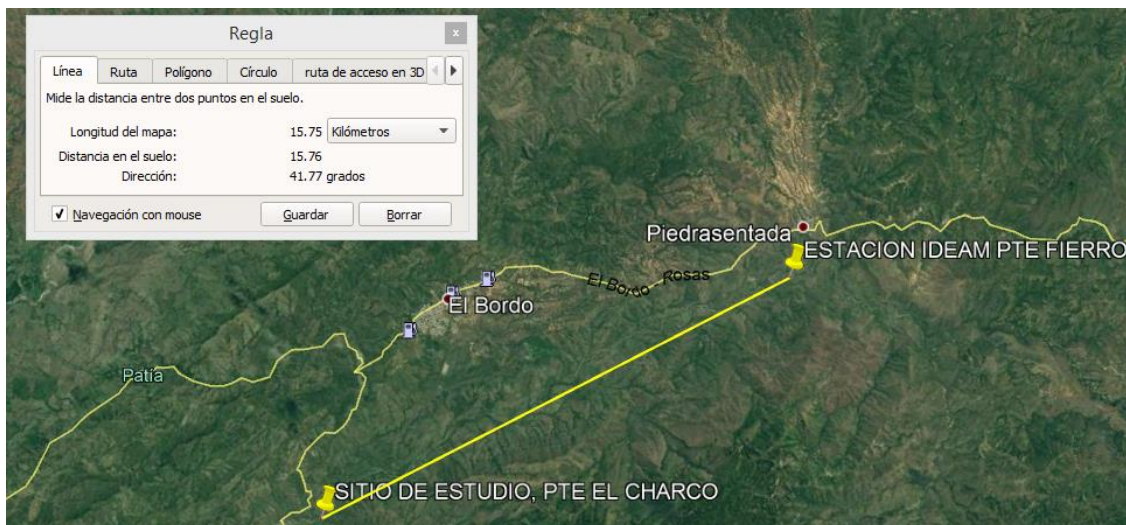 Regla
Línea
Ruta
Polígono
Círculo
ruta de acceso en 3D
Mide la distancia entre dos puntos en el suelo.
Longitud del mapa: 15.75 Kilómetros
Distancia en el suelo: 15.76
Dirección: 41.77 grados
Navegación con mouse
Guardar
Borrar
Piedrasentada
ESTACION IDEAM PTE FIERRO
El Bordo - Rosas
El Bordo
Patía
SITIO DE ESTUDIO, PTE EL CHARCO